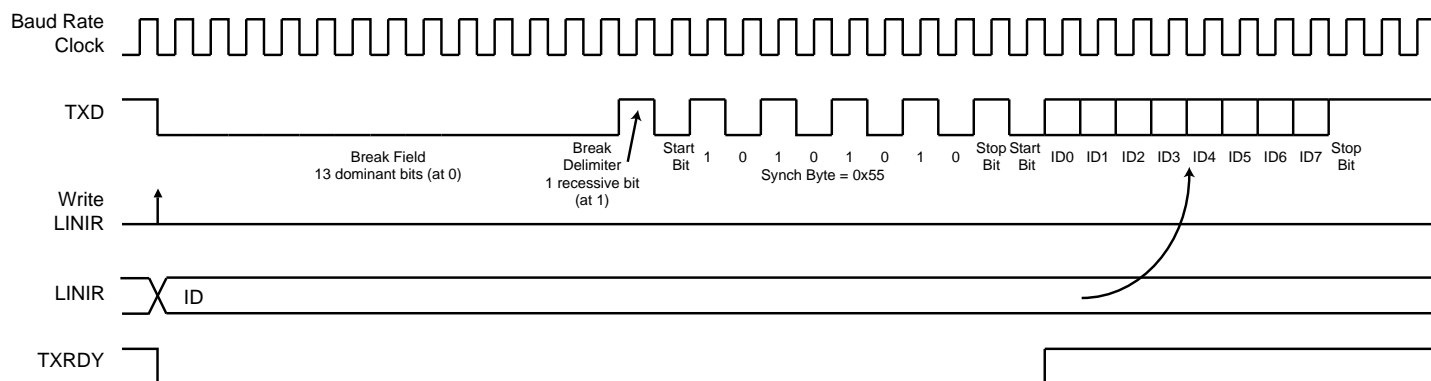 Baud Rate
Clock
TXD
Break Field
13 dominant bits (at 0)
Break
Delimiter
1 recessive bit
(at 1)
Start
Bit
1 0 1 0 1 0 1 0
Synch Byte = 0x55
Stop
Bit
Start
Bit
ID0 ID1 ID2 ID3 ID4 ID5 ID6 ID7
Stop
Bit
Write
LINIR
LINIR
ID
TXRDY